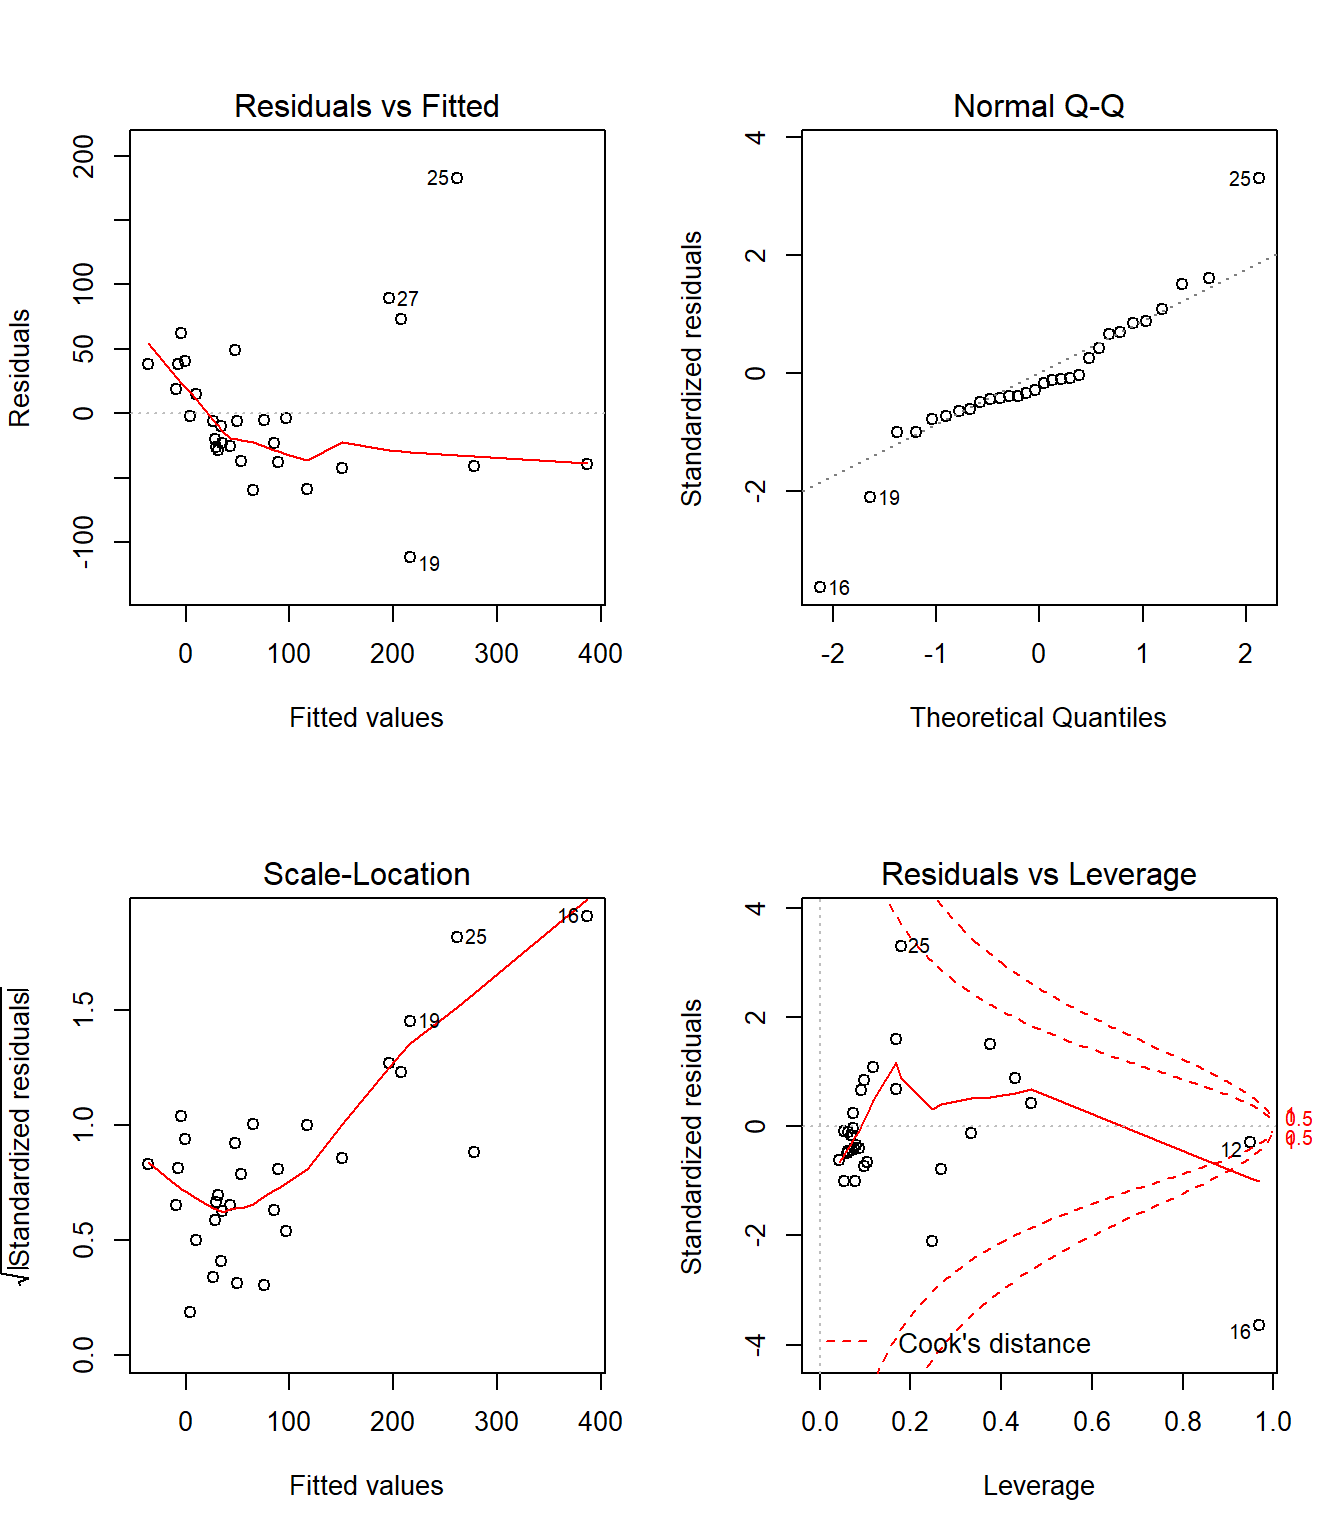 Residuals vs Fitted
Residuals
200
100
50
0
-100
25
27
19
0 100 200 300 400
Fitted values
Normal Q-Q
Standardized residuals
4
2
0
-2
25
19
16
-2 -1 0 1 2
Theoretical Quantiles
Scale-Location
√|Standardized residuals|
1.5
1.0
0.5
0.0
16
25
19
0 100 200 300 400
Fitted values
Residuals vs Leverage
Standardized residuals
4
2
0
-2
-4
25
12
16
1
0.5
0.5
1
Cook's distance
0.0 0.2 0.4 0.6 0.8 1.0
Leverage